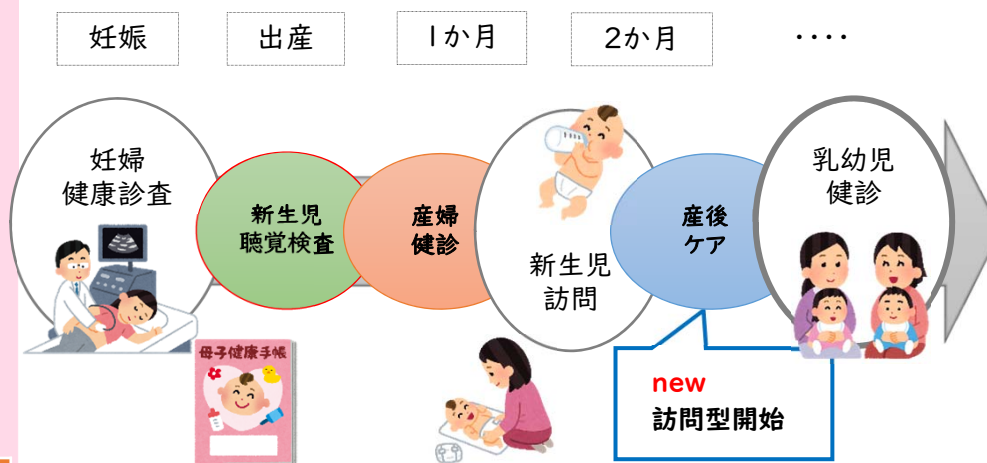 妊娠
出産
1か月
2か月
‥‥
妊婦
健康診査
新生児
聴覚検査
産婦
健診
新生児
訪問
産後
ケア
乳幼児
健診
母子健康手帳
new
訪問型開始